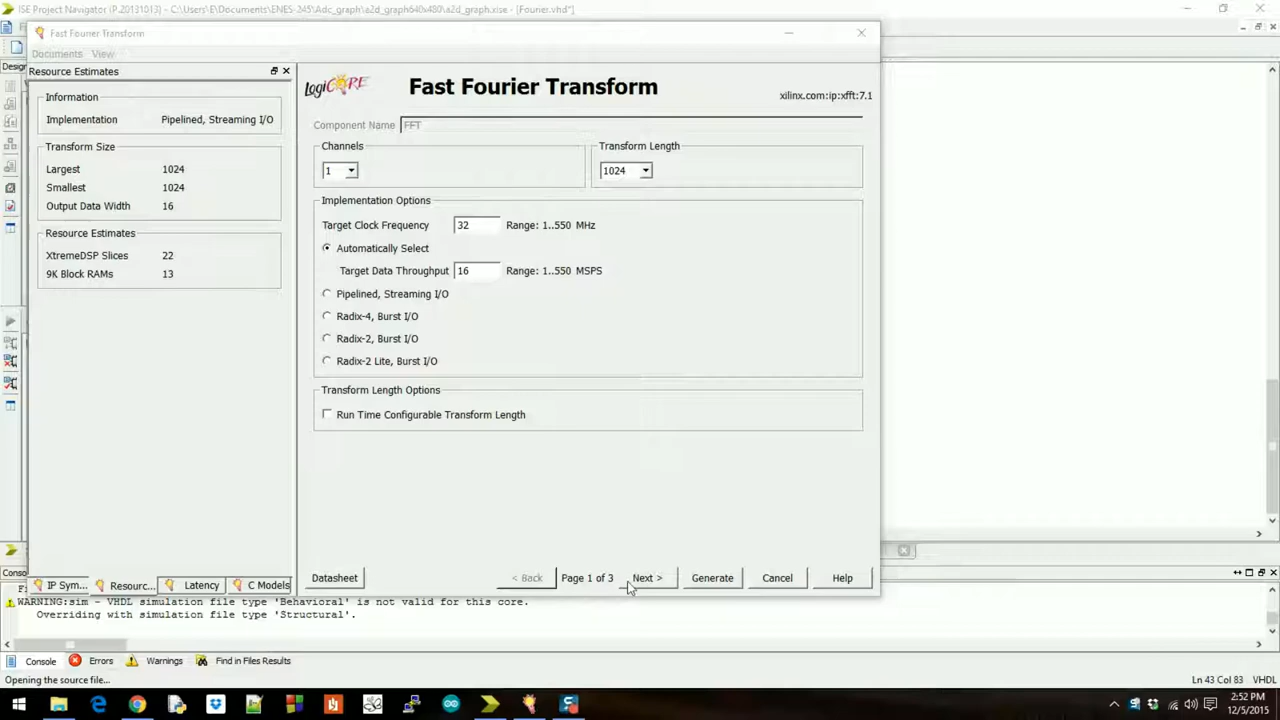 ISE Project Navigator (P.20131013) - C:\Users\E\Documents\ENES-245\Adc_graph\a2d_graph640x480\a2d_graph.xise - [Fourier.vhd*]
Fast Fourier Transform
Documents View
Design
Resource Estimates
Information
Implementation Pipelined, Streaming I/O
Transform Size
Largest 1024
Smallest 1024
Output Data Width 16
Resource Estimates
XtremeDSP Slices 22
9K Block RAMs 13
IP Sym... Resourc... Latency C Models
LogiCORE
Fast Fourier Transform
xilinx.com:ip:xfft:7.1
Component Name FFT
Channels
1
Transform Length
1024
Implementation Options
Target Clock Frequency 32 Range: 1..550 MHz
Automatically Select
Target Data Throughput 16 Range: 1..550 MSPS
Pipelined, Streaming I/O
Radix-4, Burst I/O
Radix-2, Burst I/O
Radix-2 Lite, Burst I/O
Transform Length Options
Run Time Configurable Transform Length
Datasheet < Back Page 1 of 3 Next > Generate Cancel Help
WARNING:sim - VHDL simulation file type 'Behavioral' is not valid for this core.
Overriding with simulation file type 'Structural'.
Console Errors Warnings Find in Files Results
Opening the source file...
Ln 43 Col 83 VHDL
2:52 PM
12/5/2015